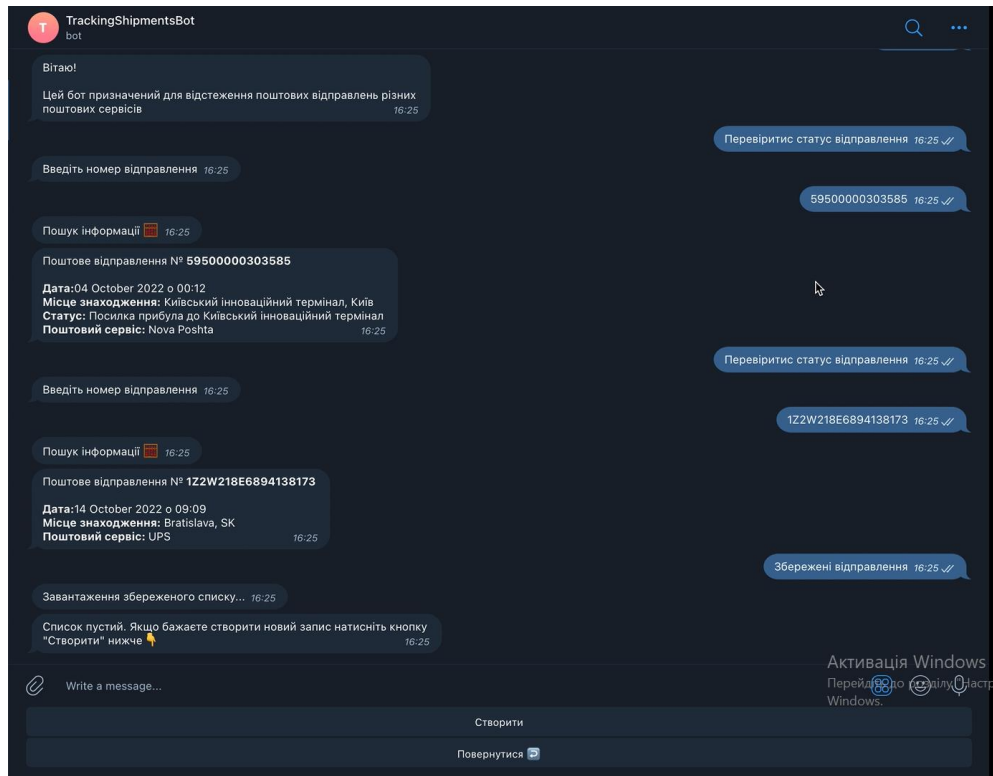 T
TrackingShipmentsBot
bot
Вітаю!
Цей бот призначений для відстеження поштових відправлень різних
поштових сервісів 16:25
Перевіритис статус відправлення 16:25
Введіть номер відправлення 16:25
59500000303585 16:25
Пошук інформації 16:25
Поштове відправлення № 59500000303585
Дата:04 October 2022 о 00:12
Місце знаходження: Київський інноваційний термінал, Київ
Статус: Посилка прибула до Київський інноваційний термінал
Поштовий сервіс: Nova Poshta 16:25
Перевіритис статус відправлення 16:25
Введіть номер відправлення 16:25
1Z2W218E6894138173 16:25
Пошук інформації 16:25
Поштове відправлення № 1Z2W218E6894138173
Дата:14 October 2022 о 09:09
Місце знаходження: Bratislava, SK
Поштовий сервіс: UPS 16:25
Збережені відправлення 16:25
Завантаження збереженого списку... 16:25
Список пустий. Якщо бажаєте створити новий запис натисніть кнопку
"Створити" нижче👇 16:25
Активація Windows
Write a message...
до
Windows.
Створити
Повернутися